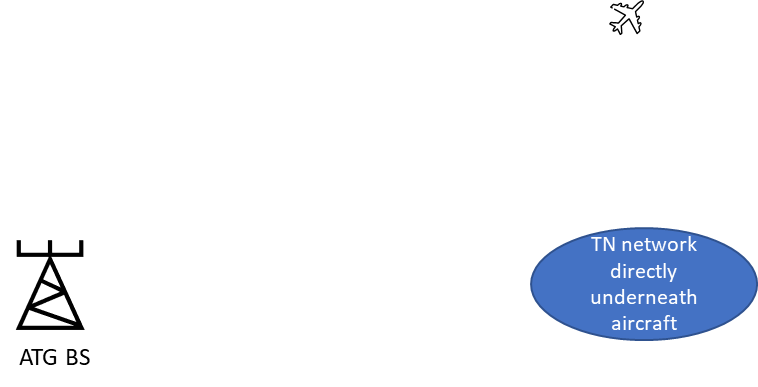 TN network
directly
underneath
aircraft
ATG BS